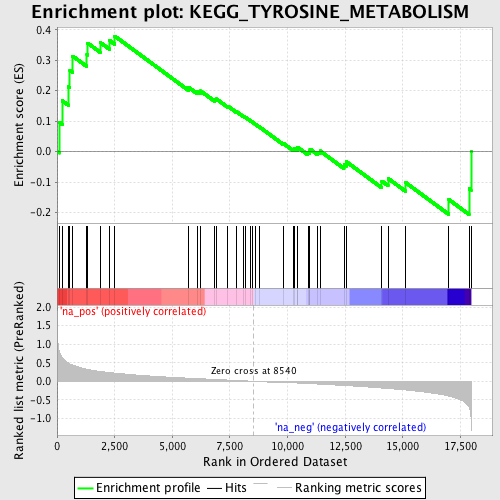 Enrichment plot: KEGG_TYROSINE_METABOLISM
Enrichment score (ES)
0.4
0.3
0.2
0.1
0.0
-0.1
-0.2
'na_pos' (positively correlated)
Ranked list metric (PreRanked)
2.0
1.5
1.0
0.5
0.0
-0.5
-1.0
Zero cross at 8540
'na_neg' (negatively correlated)
0 2,500 5,000 7,500 10,000 12,500 15,000 17,500
Rank in Ordered Dataset
Enrichment profile Hits Ranking metric scores